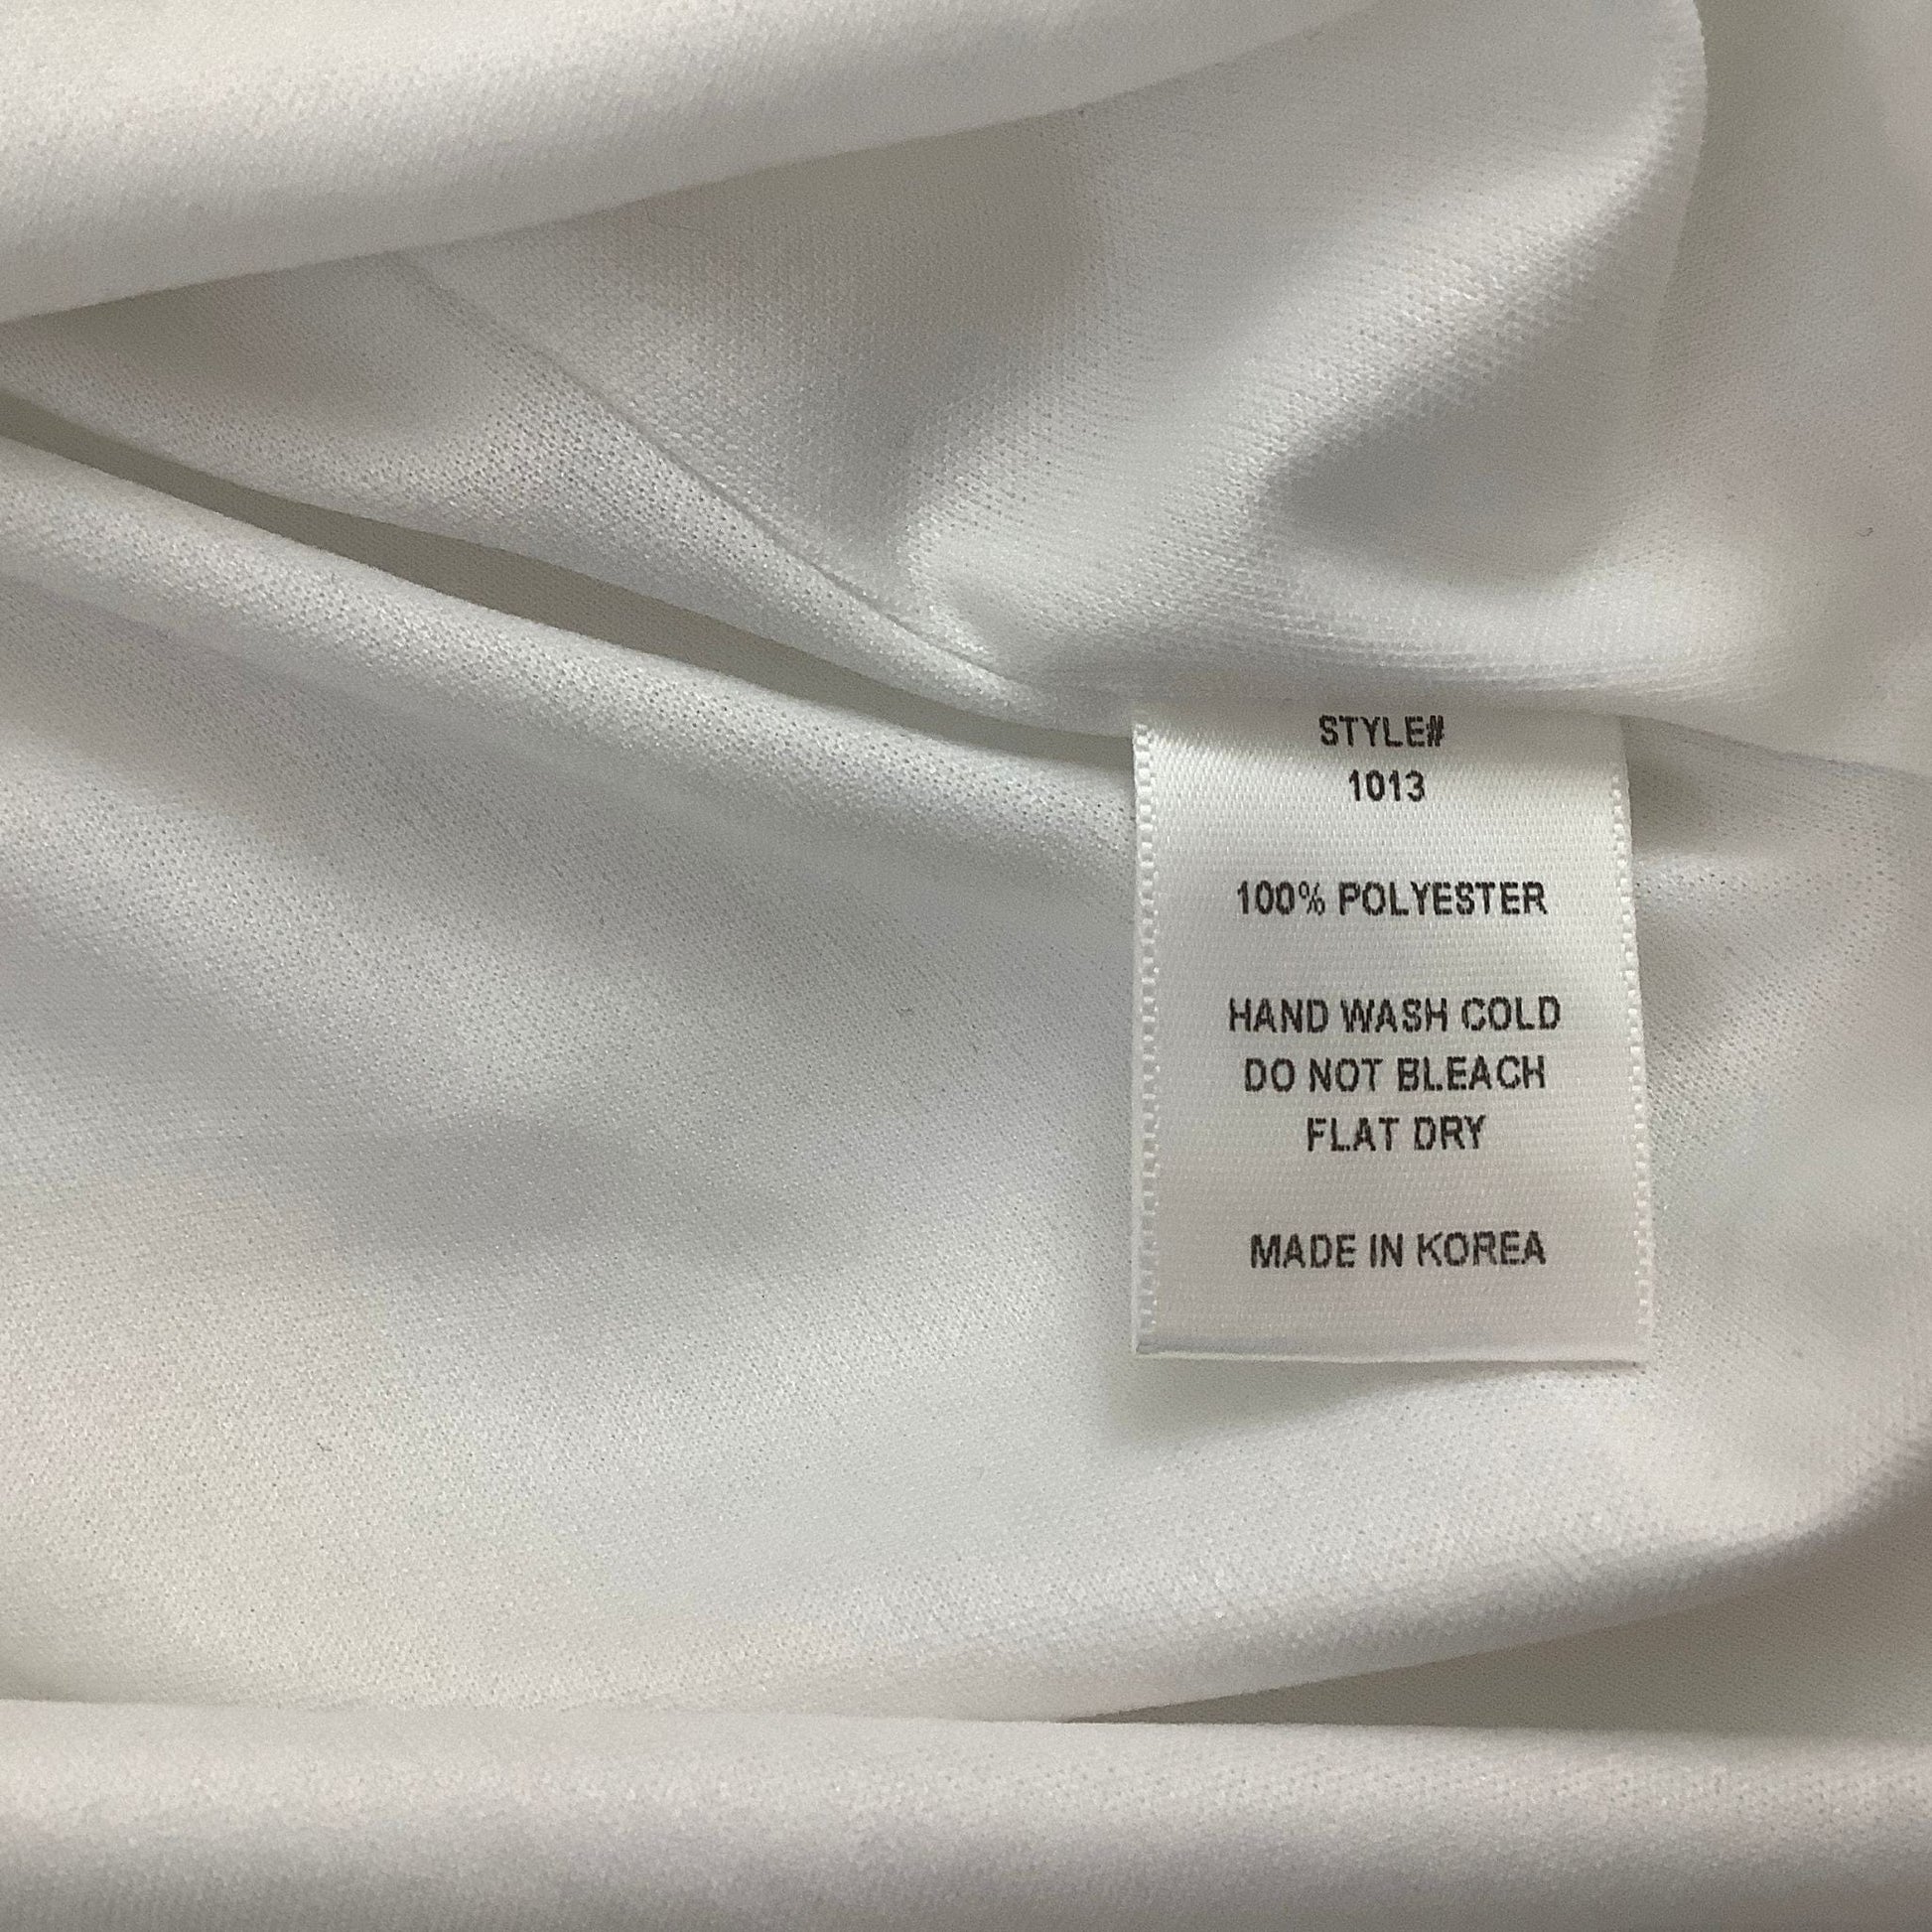 STYLE#
1013
100% POLYESTER
HAND WASH COLD
DO NOT BLEACH
FLAT DRY
MADE IN KOREA